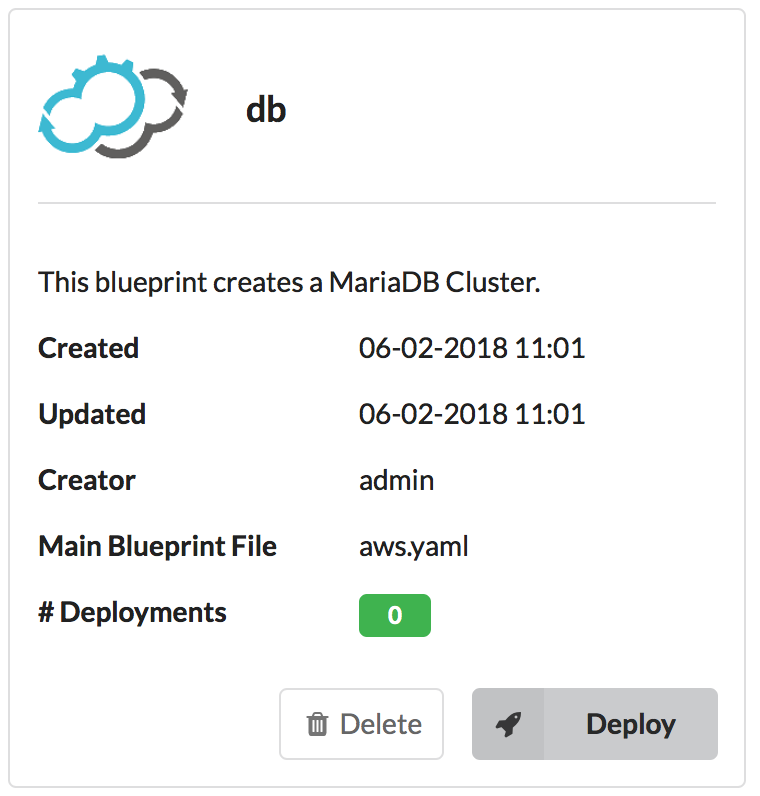 db
This blueprint creates a MariaDB Cluster.
Created 06-02-2018 11:01
Updated 06-02-2018 11:01
Creator admin
Main Blueprint File aws.yaml
# Deployments 0
Delete Deploy